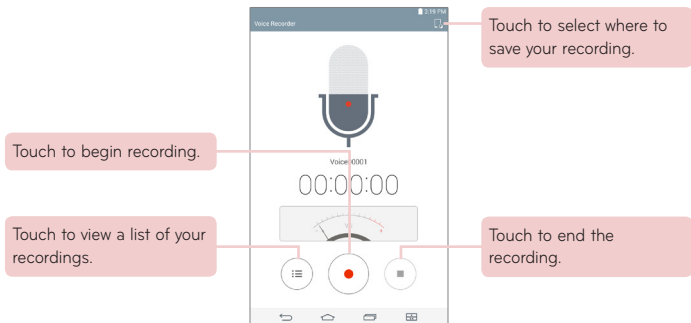 3:19 PM
Voice Recorder
Touch to select where to
save your recording.
Touch to begin recording.
Voice 0001
00:00:00
Touch to view a list of your
recordings.
Touch to end the
recording.